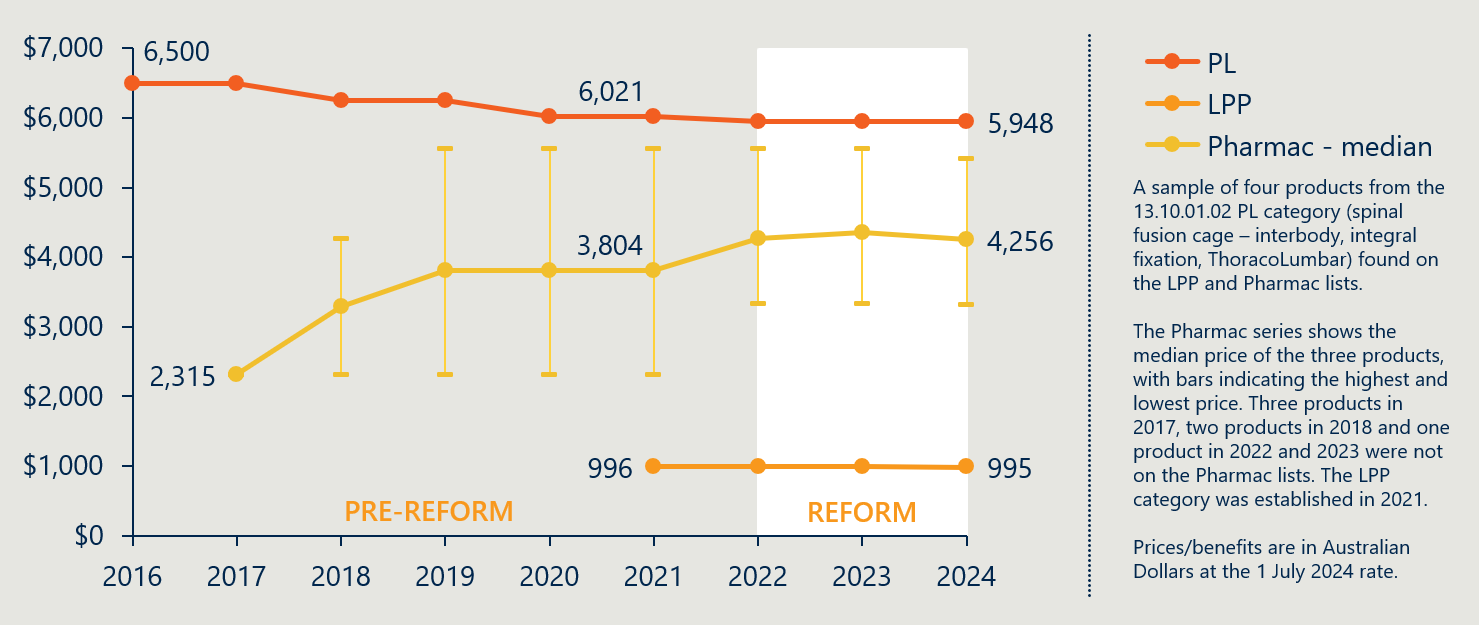 $7,000
$6,000
$5,000
$4,000
$3,000
$2,000
$1,000
$0
6,500
6,021
5,948
3,804
4,256
2,315
996
995
PRE-REFORM
REFORM
2016 2017 2018 2019 2020 2021 2022 2023 2024
PL
LPP
Pharmac - median
A sample of four products from the
13.10.01.02 PL category (spinal
fusion cage – interbody, integral
fixation, ThoracoLumbar) found on
the LPP and Pharmac lists.
The Pharmac series shows the
median price of the three products,
with bars indicating the highest and
lowest price. Three products in
2017, two products in 2018 and one
product in 2022 and 2023 were not
on the Pharmac lists. The LPP
category was established in 2021.
Prices/benefits are in Australian
Dollars at the 1 July 2024 rate.